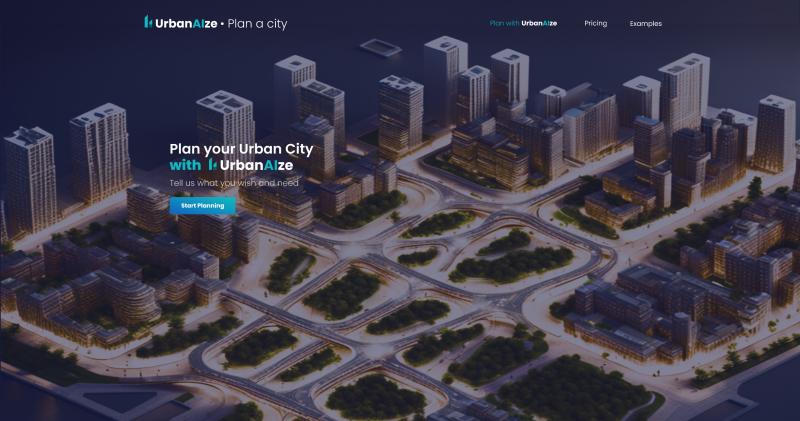 UrbanAIze • Plan a city
Plan with UrbanAIze
Pricing
Examples
Plan your Urban City
with UrbanAIze
Tell us what you wish and need
Start Planning